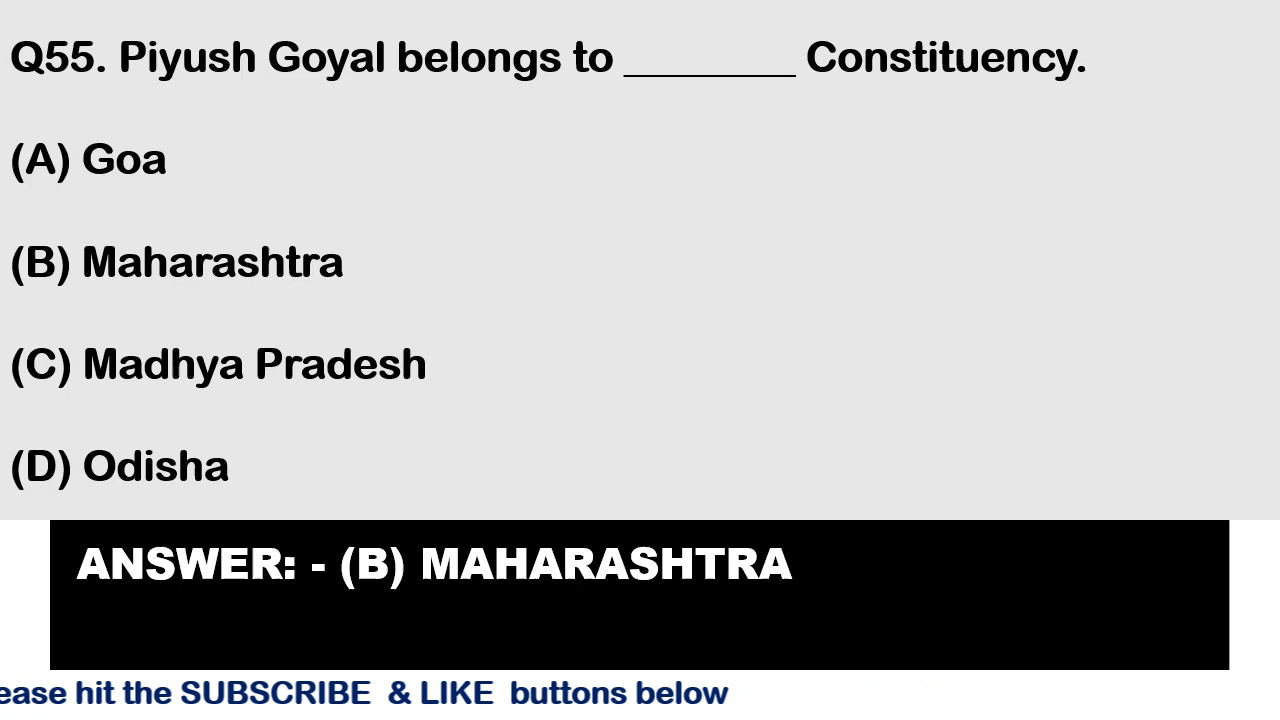 Q55. Piyush Goyal belongs to ________ Constituency.
(A) Goa
(B) Maharashtra
(C) Madhya Pradesh
(D) Odisha
ANSWER: - (B) MAHARASHTRA
ease hit the SUBSCRIBE & LIKE buttons below